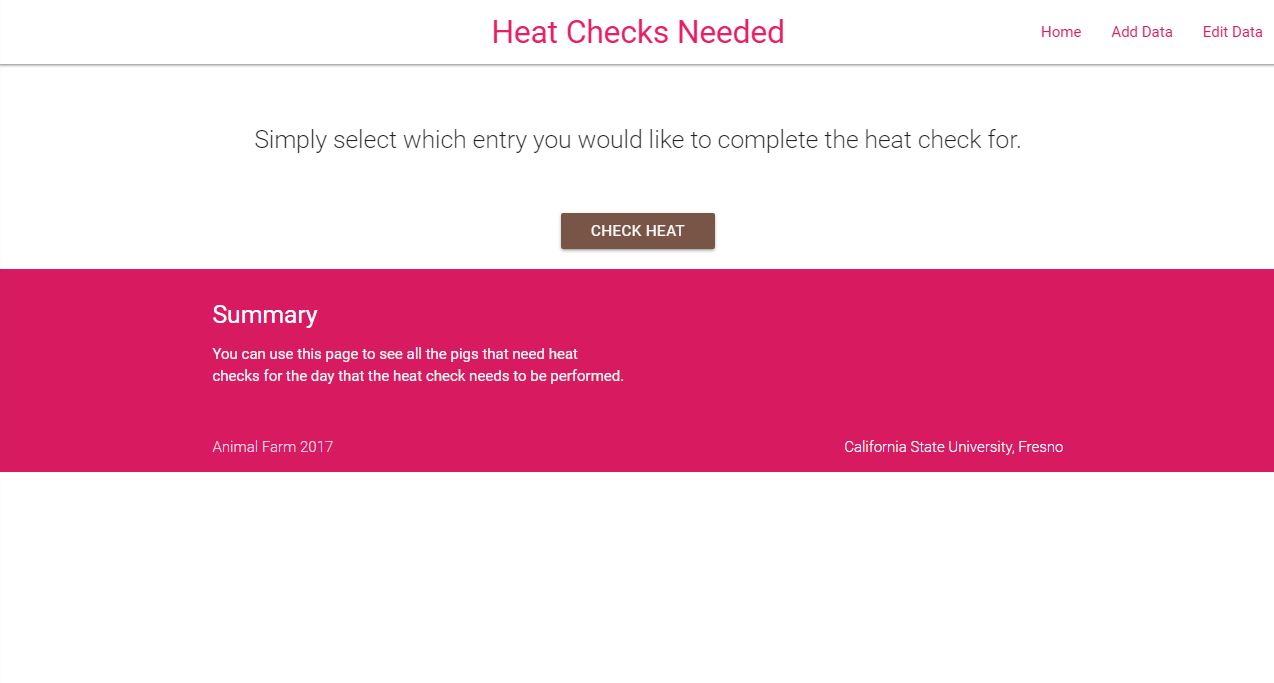 Heat Checks Needed
Home Add Data Edit Data
Simply select which entry you would like to complete the heat check for.
CHECK HEAT
Summary
You can use this page to see all the pigs that need heat
checks for the day that the heat check needs to be performed.
Animal Farm 2017
California State University, Fresno